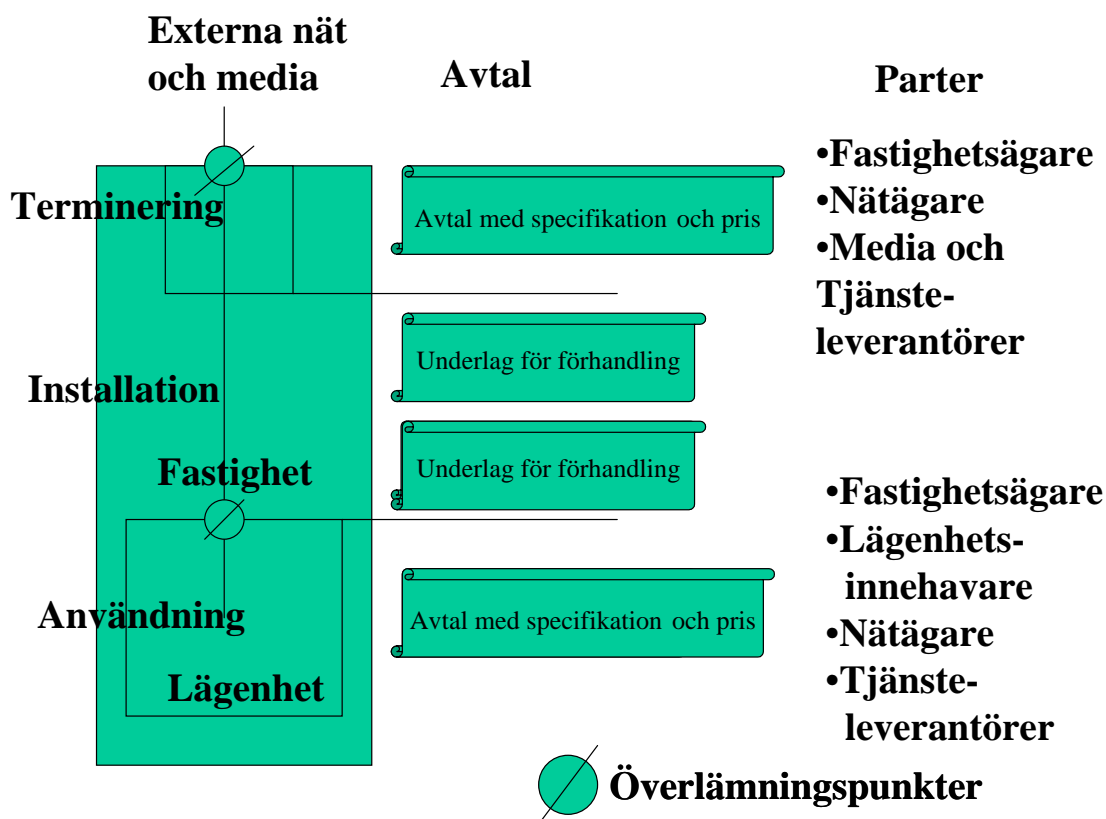 Externa nät
och media
Avtal
Parter
Terminering
Avtal med specifikation och pris
•Fastighetsägare
•Nätägare
•Media och
Tjänste-
leverantörer
Installation
Underlag för förhandling
Fastighet
Underlag för förhandling
•Fastighetsägare
•Lägenhets-
innehavare
•Nätägare
•Tjänste-
leverantörer
Användning
Avtal med specifikation och pris
Lägenhet
Överlämningspunkter